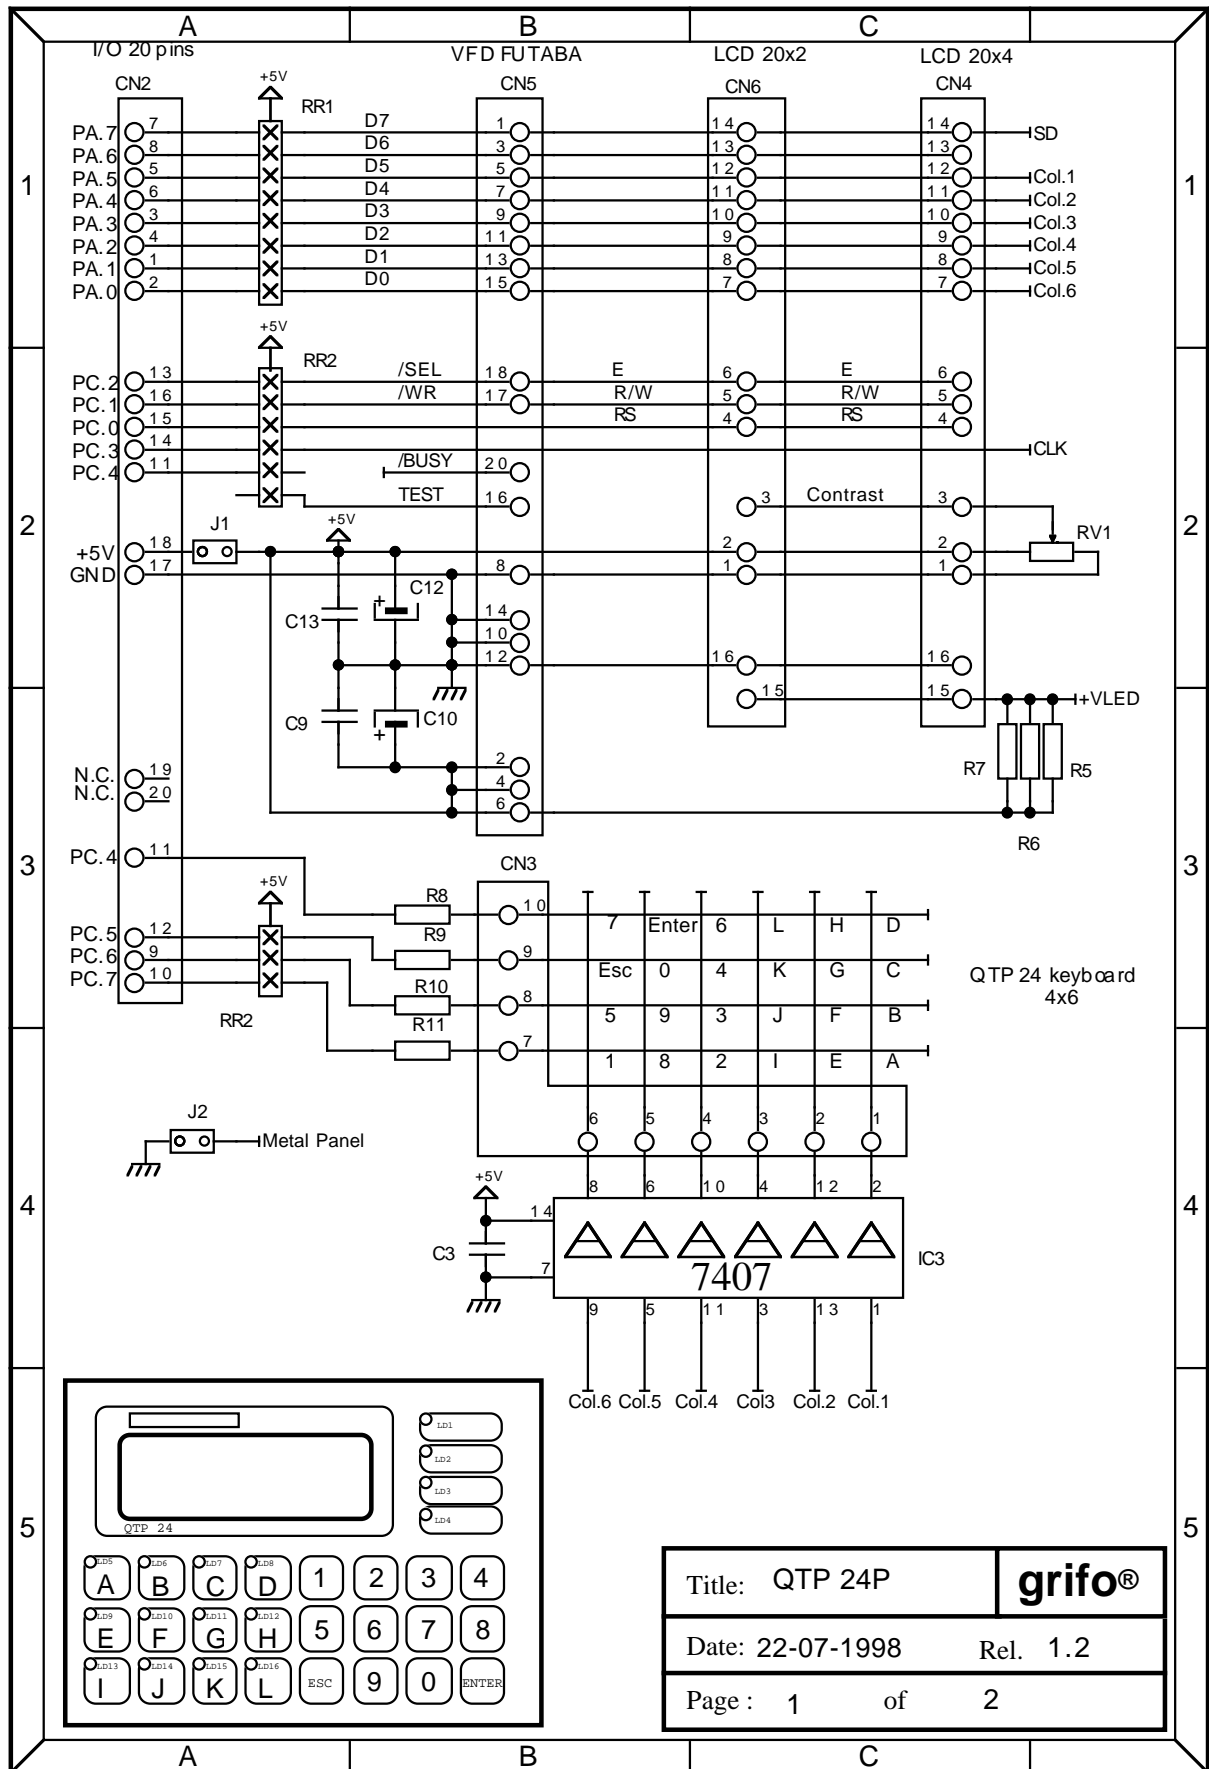 A B C
I/O 20 pins VFD FUTABA LCD 20x2 LCD 20x4
CN2 +5V RR1 CN5 CN6 CN4
PA.7 7 D7 1 14 14 SD
PA.6 8 D6 3 13 13
PA.5 5 D5 5 12 12 Col.1
1 1
PA.4 6 D4 7 11 11 Col.2
PA.3 3 D3 9 10 10 Col.3
PA.2 4 D2 11 9 9 Col.4
PA.1 1 D1 13 8 8 Col.5
PA.0 2 D0 15 7 7 Col.6
+5V
RR2
PC.2 13 /SEL 18 E 6 E 6
PC.1 16 /WR 17 R/W 5 R/W 5
PC.0 15 RS 4 RS 4
PC.3 14 CLK
PC.4 11 /BUSY 20
TEST 16 3 Contrast 3
2 J1 +5V RV1 2
+5V 18 2 2
GND 17 8 1 1
C12
C13 14
10
12 16 16
15 15 +VLED
C9 C10
N.C. 19 2 R7 R5
N.C. 20 4
6
R6
3 PC.4 11 CN3 3
+5V R8 10 7 Enter 6 L H D
PC.5 12 R9
PC.6 9 9 Esc 0 4 K G C QTP 24 keyboard
PC.7 10 R10 8 4x6
RR2 R11 5 9 3 J F B
7 1 8 2 I E A
J2 6 5 4 3 2 1
Metal Panel
+5V 8 6 10 4 12 2
4 14 4
C3 IC3
7 7407
9 5 11 3 13 1
Col.6 Col.5 Col.4 Col3 Col.2 Col.1
LD1
LD2
LD3
LD4
QTP 24
5 5
LD5 LD6 LD7 LD8
A B C D 1 2 3 4
LD9 LD10 LD11 LD12
E F G H 5 6 7 8
LD13 LD14 LD15 LD16
I J K L ESC 9 0 ENTER
Title: QTP 24P grifo®
Date: 22-07-1998 Rel. 1.2
Page : 1 of 2
A B C